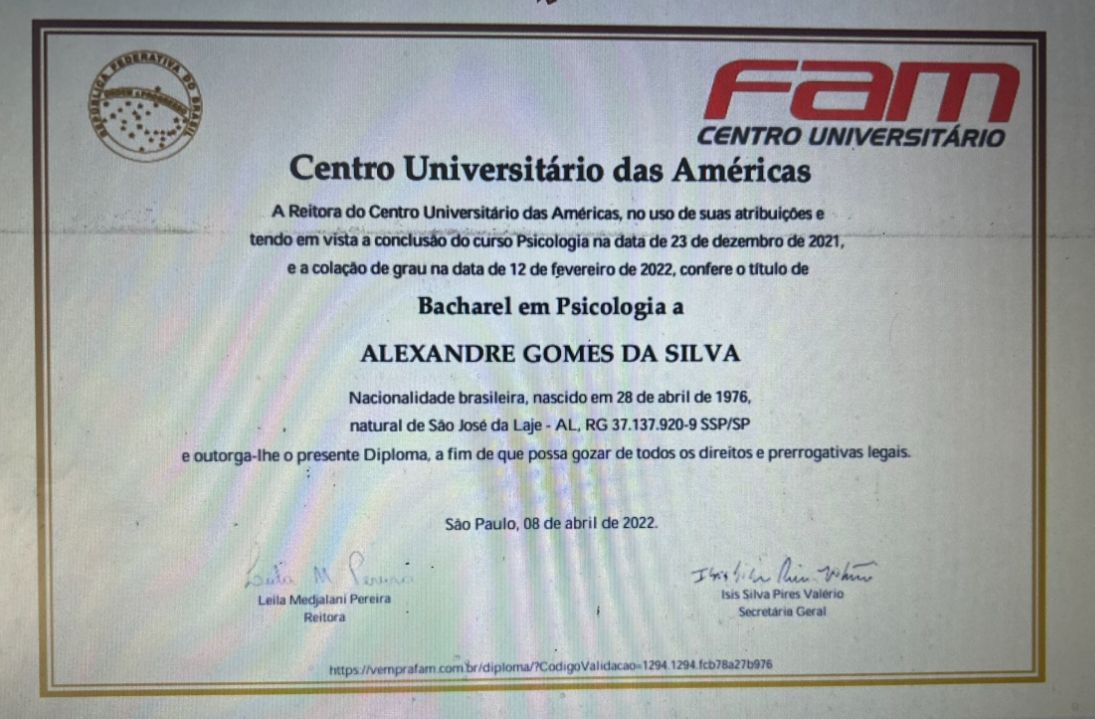 REPÚBLICA FEDERATIVA DO BRASIL
ORDEM E PROGRESSO
Fam
CENTRO UNIVERSITÁRIO
Centro Universitário das Américas
A Reitora do Centro Universitário das Américas, no uso de suas atribuições e
tendo em vista a conclusão do curso Psicologia na data de 23 de dezembro de 2021,
e a colação de grau na data de 12 de fevereiro de 2022, confere o título de
Bacharel em Psicologia a
ALEXANDRE GOMES DA SILVA
Nacionalidade brasileira, nascido em 28 de abril de 1976,
natural de São José da Laje - AL, RG 37.137.920-9 SSP/SP
e outorga-lhe o presente Diploma, a fim de que possa gozar de todos os direitos e prerrogativas legais.
São Paulo, 08 de abril de 2022.
Leila M Pereira
Leila Medjalani Pereira
Reitora
Isis Silva Pires Valério
Secretária Geral
https://vemprafam.com.br/diploma/?CodigoValidacao=1294.1294.fcb78a27b976